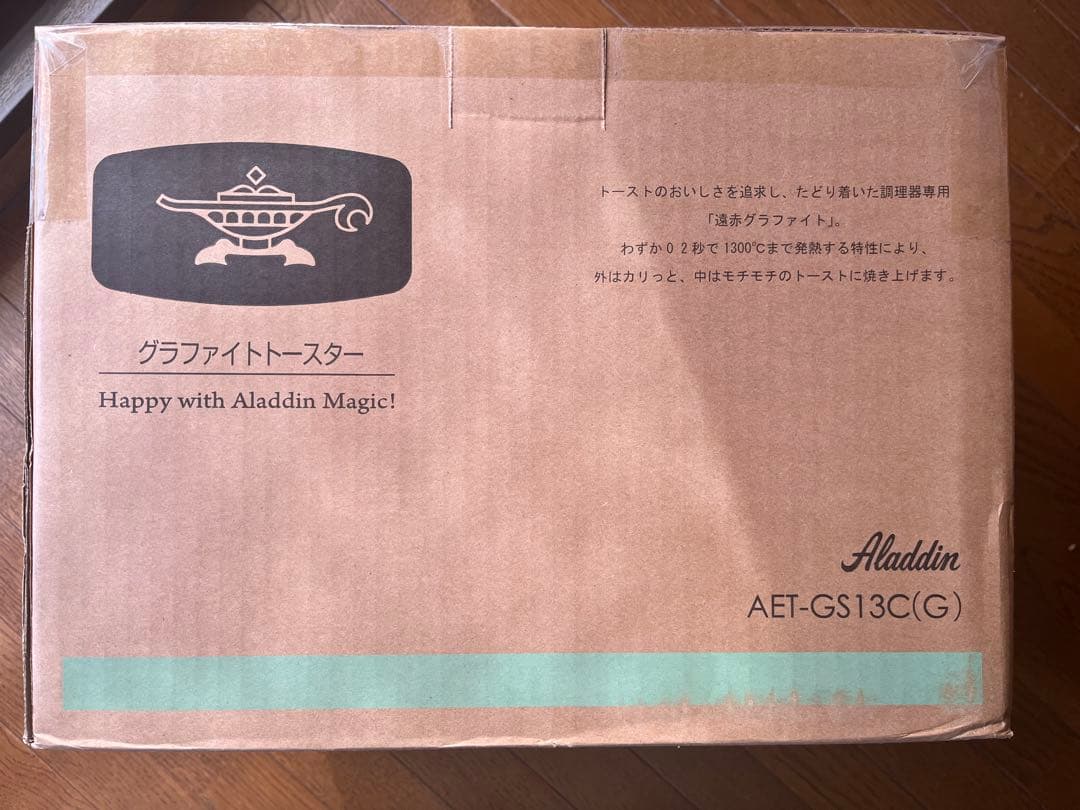 グラファイトトースター
Happy with Aladdin Magic!
トーストのおいしさを追求し、たどり着いた調理器専用
「遠赤グラファイト」。
わずか0 2秒で1300℃まで発熱する特性により、
外はカリっと、中はモチモチのトーストに焼き上げます。
Aladdin
AET-GS13C(G)